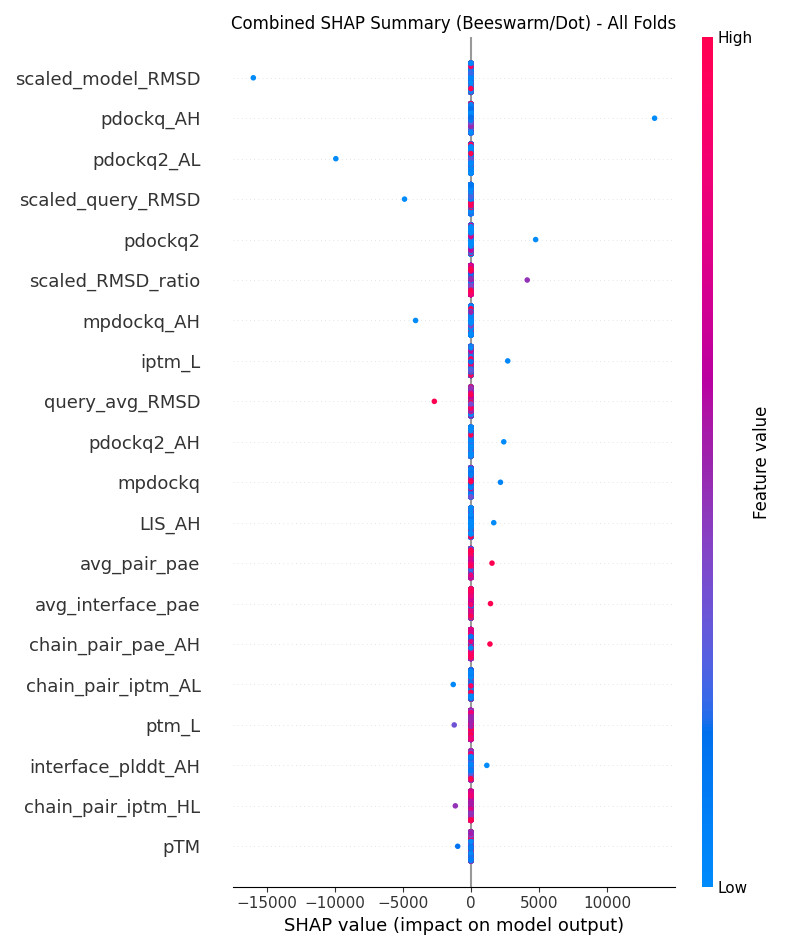 Combined SHAP Summary (Beeswarm/Dot) - All Folds
High
scaled_model_RMSD
pdockq_AH
pdockq2_AL
scaled_query_RMSD
pdockq2
scaled_RMSD_ratio
mpdockq_AH
iptm_L
query_avg_RMSD
pdockq2_AH
mpdockq
LIS_AH
avg_pair_pae
avg_interface_pae
chain_pair_pae_AH
chain_pair_iptm_AL
ptm_L
interface_plddt_AH
chain_pair_iptm_HL
pTM
Feature value
Low
−15000 −10000 −5000 0 5000 10000
SHAP value (impact on model output)